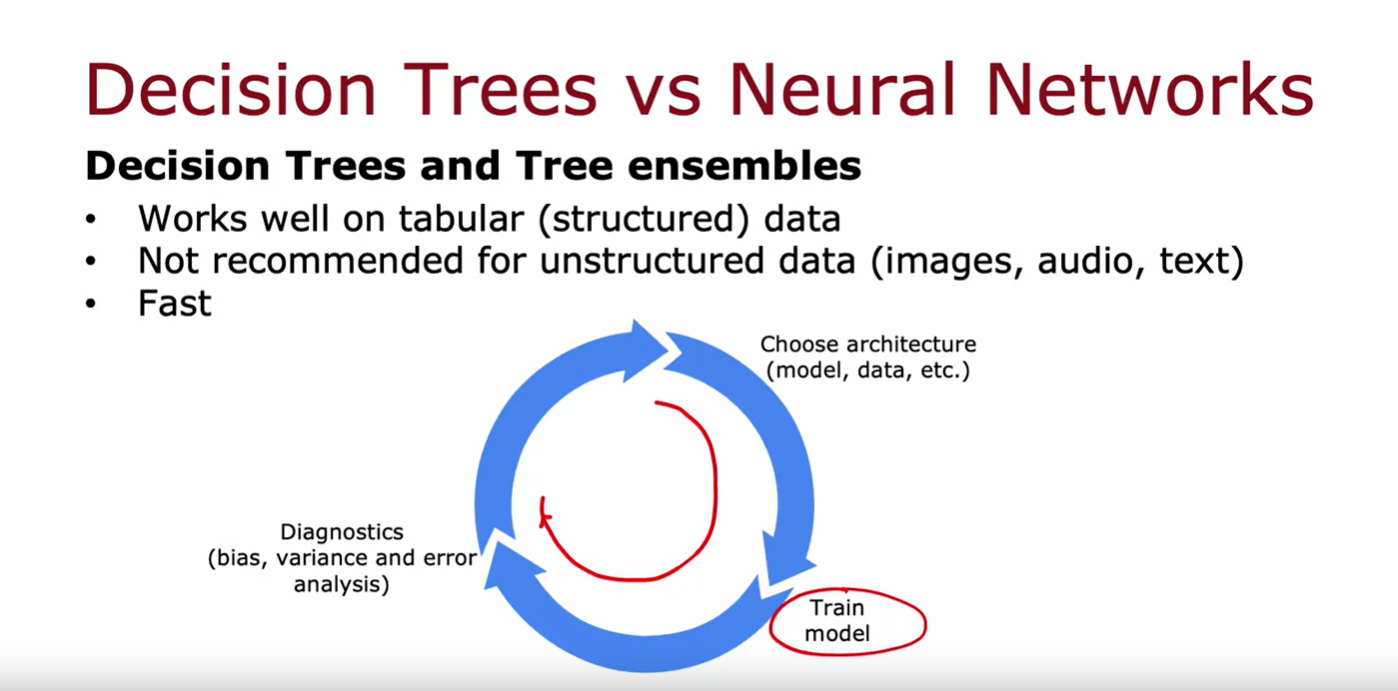 Decision Trees vs Neural Networks
Decision Trees and Tree ensembles
• Works well on tabular (structured) data
• Not recommended for unstructured data (images, audio, text)
• Fast
Choose architecture
(model, data, etc.)
Diagnostics
(bias, variance and error
analysis)
Train
model